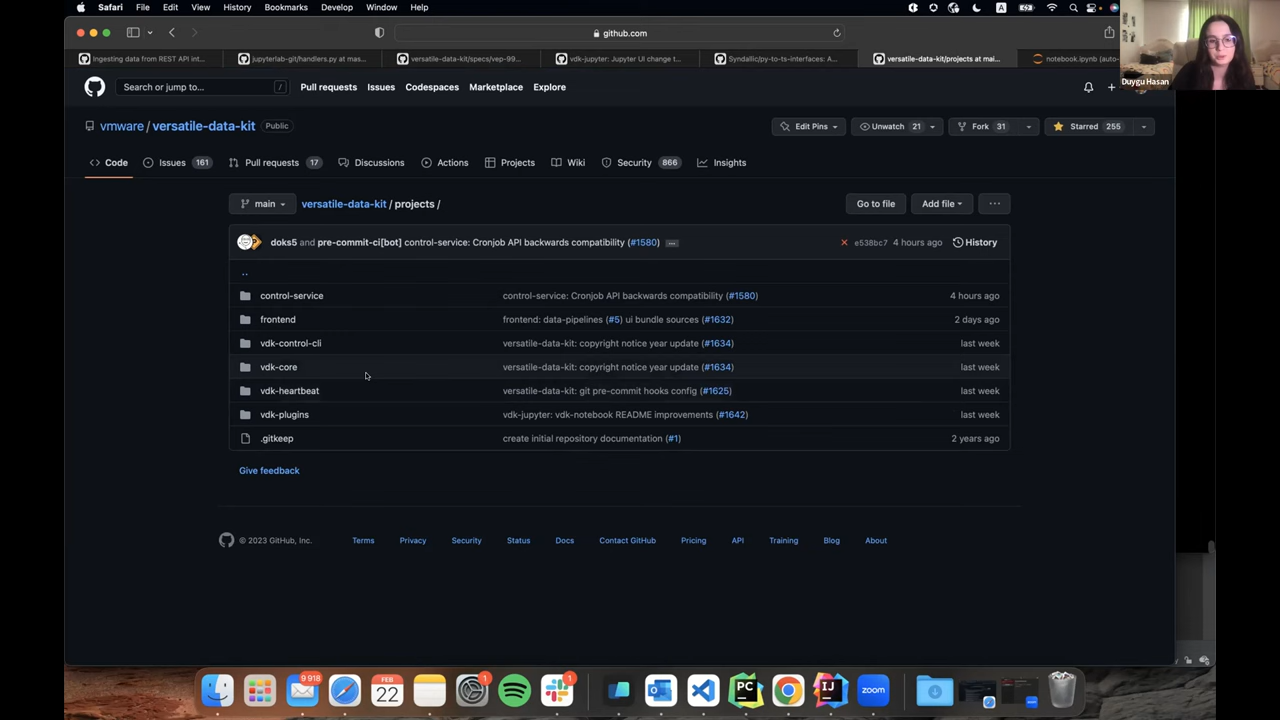 Safari File Edit View History Bookmarks Develop Window Help
A
github.com
Ingesting data from REST API int...
jupyterlab-git/handlers.py at mas...
versatile-data-kit/specs/vep-99...
vdk-jupyter: Jupyter UI change t...
Syndallic/py-to-ts-interfaces: A...
versatile-data-kit/projects at mai...
notebook.ipynb (auto-
Duygu Hasan
Search or jump to... /
Pull requests Issues Codespaces Marketplace Explore
vmware / versatile-data-kit Public
Edit Pins Unwatch 21 Fork 31 Starred 255
Code Issues 161 Pull requests 17 Discussions Actions Projects Wiki Security 866 Insights
main versatile-data-kit / projects / Go to file Add file ...
doks5 and pre-commit-ci[bot] control-service: Cronjob API backwards compatibility (#1580) ... e538bc7 4 hours ago History
..
control-service control-service: Cronjob API backwards compatibility (#1580) 4 hours ago
frontend frontend: data-pipelines (#5) ui bundle sources (#1632) 2 days ago
vdk-control-cli versatile-data-kit: copyright notice year update (#1634) last week
vdk-core versatile-data-kit: copyright notice year update (#1634) last week
vdk-heartbeat versatile-data-kit: git pre-commit hooks config (#1625) last week
vdk-plugins vdk-jupyter: vdk-notebook README improvements (#1642) last week
.gitkeep create initial repository documentation (#1) 2 years ago
Give feedback
© 2023 GitHub, Inc. Terms Privacy Security Status Docs Contact GitHub Pricing API Training Blog About
9 918
FEB
22
1
1
PC
IJ
zoom